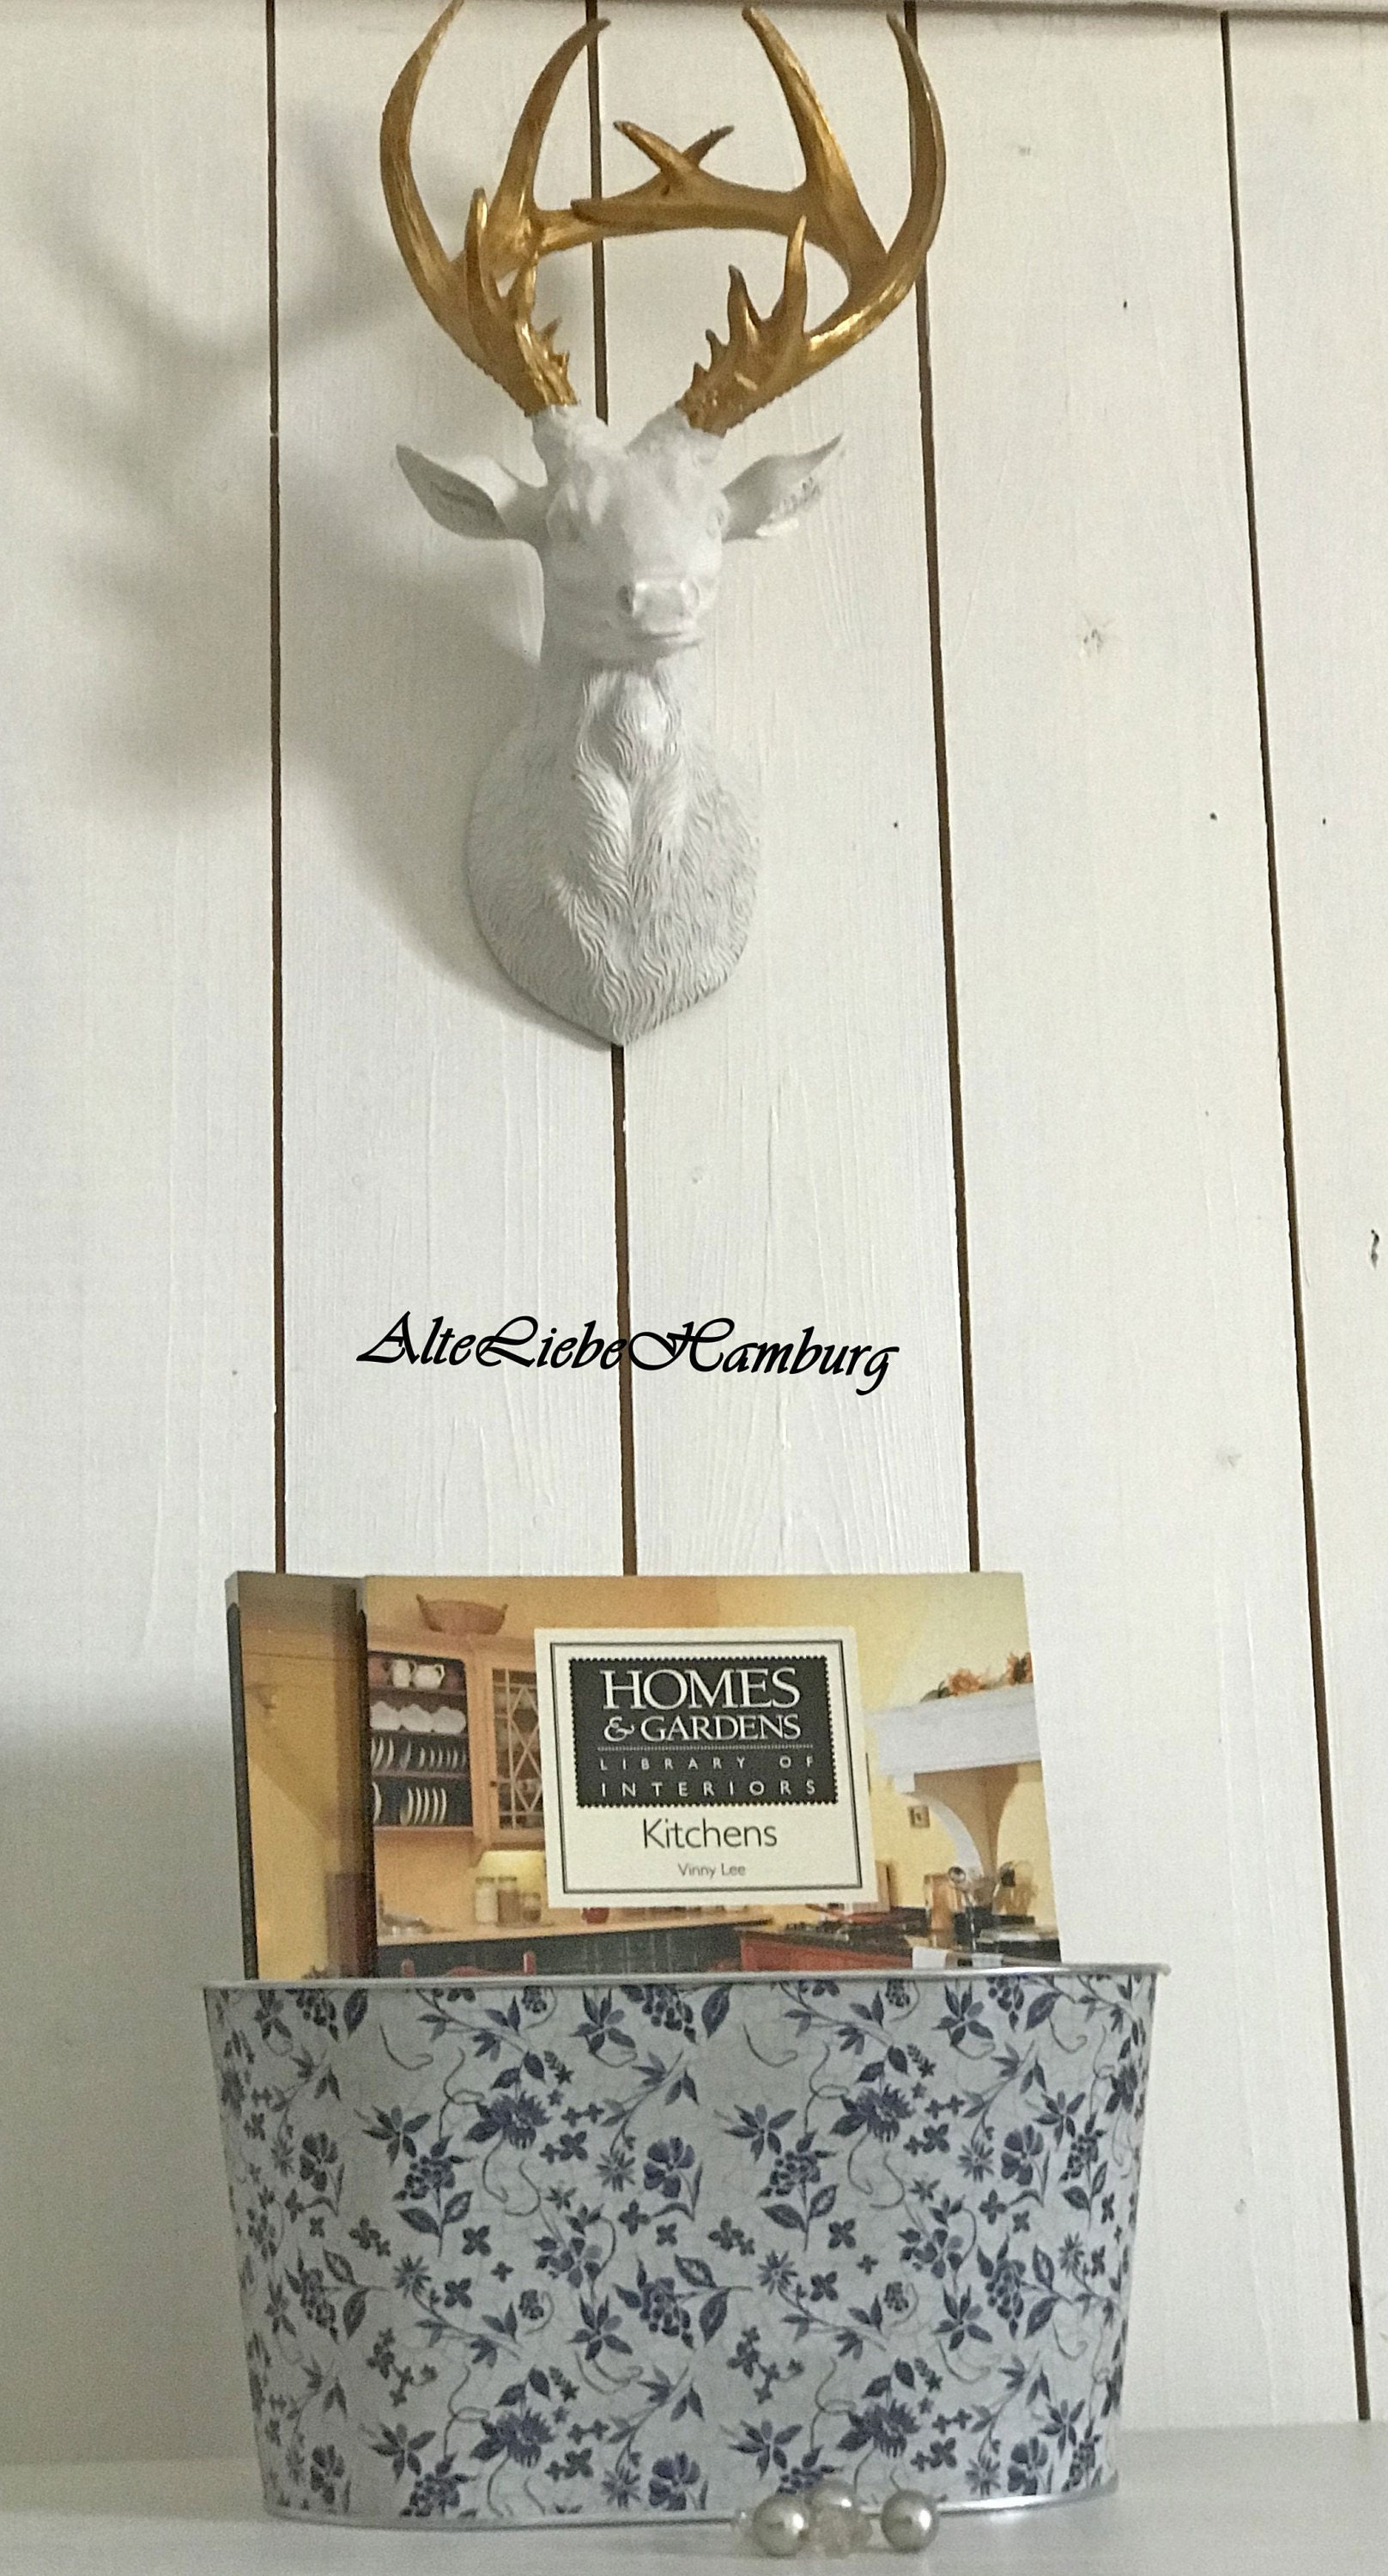 AlteLiebeHamburg
HOMES
& GARDENS
LIBRARY OF
INTERIORS
Kitchens
Vinny Lee